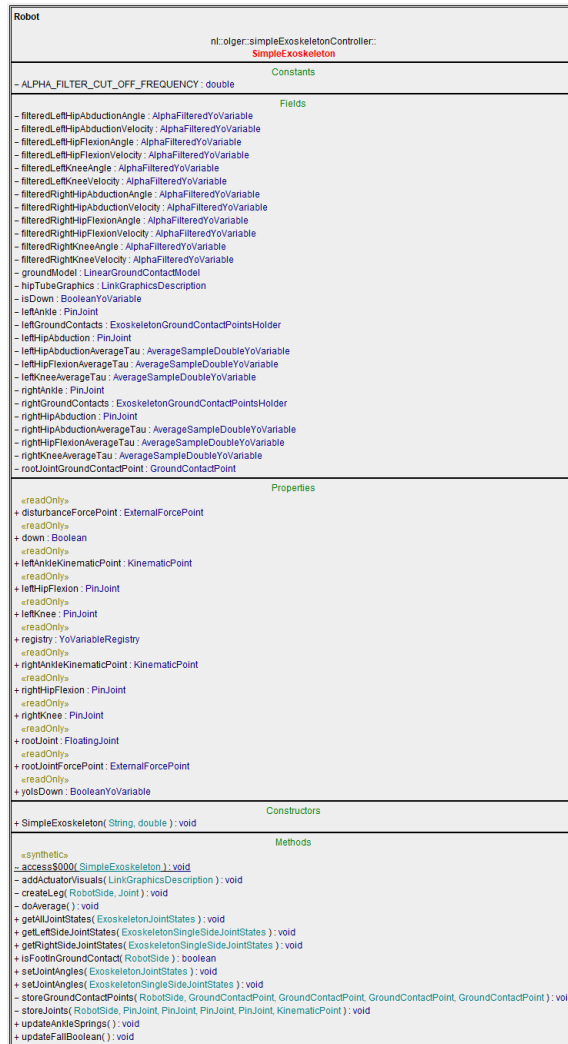 Robot
nl::olger::simpleExoskeletonController::
SimpleExoskeleton
Constants
– ALPHA_FILTER_CUT_OFF_FREQUENCY : double
Fields
– filteredLeftHipAbductionAngle : AlphaFilteredYoVariable
– filteredLeftHipAbductionVelocity : AlphaFilteredYoVariable
– filteredLeftHipFlexionAngle : AlphaFilteredYoVariable
– filteredLeftHipFlexionVelocity : AlphaFilteredYoVariable
– filteredLeftKneeAngle : AlphaFilteredYoVariable
– filteredLeftKneeVelocity : AlphaFilteredYoVariable
– filteredRightHipAbductionAngle : AlphaFilteredYoVariable
– filteredRightHipAbductionVelocity : AlphaFilteredYoVariable
– filteredRightHipFlexionAngle : AlphaFilteredYoVariable
– filteredRightHipFlexionVelocity : AlphaFilteredYoVariable
– filteredRightKneeAngle : AlphaFilteredYoVariable
– filteredRightKneeVelocity : AlphaFilteredYoVariable
– groundModel : LinearGroundContactModel
– hipTubeGraphics : LinkGraphicsDescription
– isDown : BooleanYoVariable
– leftAnkle : PinJoint
– leftGroundContacts : ExoskeletonGroundContactPointsHolder
– leftHipAbduction : PinJoint
– leftHipAbductionAverageTau : AverageSampleDoubleYoVariable
– leftHipFlexionAverageTau : AverageSampleDoubleYoVariable
– leftKneeAverageTau : AverageSampleDoubleYoVariable
– rightAnkle : PinJoint
– rightGroundContacts : ExoskeletonGroundContactPointsHolder
– rightHipAbduction : PinJoint
– rightHipAbductionAverageTau : AverageSampleDoubleYoVariable
– rightHipFlexionAverageTau : AverageSampleDoubleYoVariable
– rightKneeAverageTau : AverageSampleDoubleYoVariable
– rootJointGroundContactPoint : GroundContactPoint
Properties
«readOnly»
+ disturbanceForcePoint : ExternalForcePoint
«readOnly»
+ down : Boolean
«readOnly»
+ leftAnkleKinematicPoint : KinematicPoint
«readOnly»
+ leftHipFlexion : PinJoint
«readOnly»
+ leftKnee : PinJoint
«readOnly»
+ registry : YoVariableRegistry
«readOnly»
+ rightAnkleKinematicPoint : KinematicPoint
«readOnly»
+ rightHipFlexion : PinJoint
«readOnly»
+ rightKnee : PinJoint
«readOnly»
+ rootJoint : FloatingJoint
«readOnly»
+ rootJointForcePoint : ExternalForcePoint
«readOnly»
+ yoIsDown : BooleanYoVariable
Constructors
+ SimpleExoskeleton( String, double ) : void
Methods
«synthetic»
~ access$000( SimpleExoskeleton ) : void
– addActuatorVisuals( LinkGraphicsDescription ) : void
– createLeg( RobotSide, Joint ) : void
– doAverage( ) : void
+ getAllJointStates( ExoskeletonJointStates ) : void
+ getLeftSideJointStates( ExoskeletonSingleSideJointStates ) : void
+ getRightSideJointStates( ExoskeletonSingleSideJointStates ) : void
+ isFootInGroundContact( RobotSide ) : boolean
+ setJointAngles( ExoskeletonJointStates ) : void
+ setJointAngles( ExoskeletonSingleSideJointStates ) : void
– storeGroundContactPoints( RobotSide, GroundContactPoint, GroundContactPoint, GroundContactPoint, GroundContactPoint ) : void
– storeJoints( RobotSide, PinJoint, PinJoint, PinJoint, PinJoint, KinematicPoint ) : void
+ updateAnkleSprings( ) : void
+ updateFallBoolean( ) : void